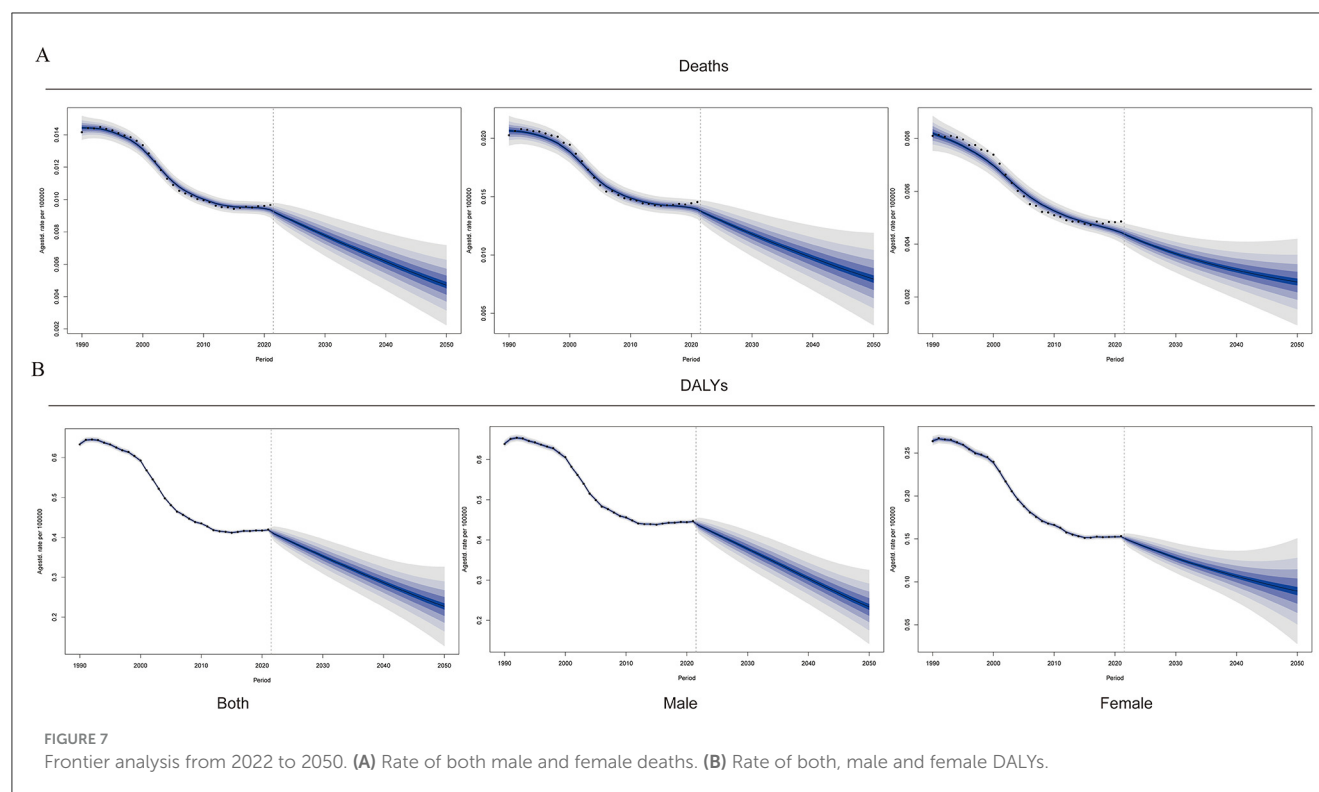 A
Deaths
Agestd. rate per 100000
0.002 0.004 0.006 0.008 0.010 0.012 0.014
1990 2000 2010 2020 2030 2040 2050
Period
Agestd. rate per 100000
0.005 0.010 0.015 0.020
1990 2000 2010 2020 2030 2040 2050
Period
Agestd. rate per 100000
0.002 0.004 0.006 0.008
1990 2000 2010 2020 2030 2040 2050
Period
B
DALYs
Agestd. rate per 100000
0.2 0.3 0.4 0.5 0.6
1990 2000 2010 2020 2030 2040 2050
Period
Agestd. rate per 100000
0.2 0.3 0.4 0.5 0.6
1990 2000 2010 2020 2030 2040 2050
Period
Agestd. rate per 100000
0.05 0.10 0.15 0.20 0.25
1990 2000 2010 2020 2030 2040 2050
Period
Both
Male
Female
FIGURE 7
Frontier analysis from 2022 to 2050. (A) Rate of both male and female deaths. (B) Rate of both, male and female DALYs.